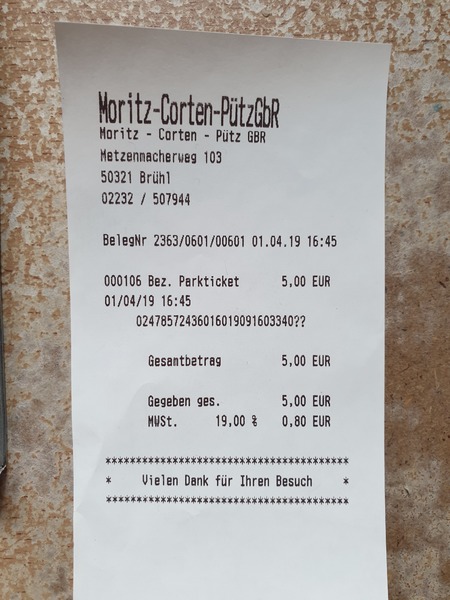 Moritz-Corten-PützGbR
Moritz - Corten - Pütz GBR
Metzenmacherweg 103
50321 Brühl
02232 / 507944
BelegNr 2363/0601/00601 01.04.19 16:45
000106 Bez. Parkticket 5,00 EUR
01/04/19 16:45
02478572436016019091603340??
Gesamtbetrag 5,00 EUR
Gegeben ges. 5,00 EUR
MWSt. 19,00 % 0,80 EUR
****************************************
* Vielen Dank für Ihren Besuch *
****************************************